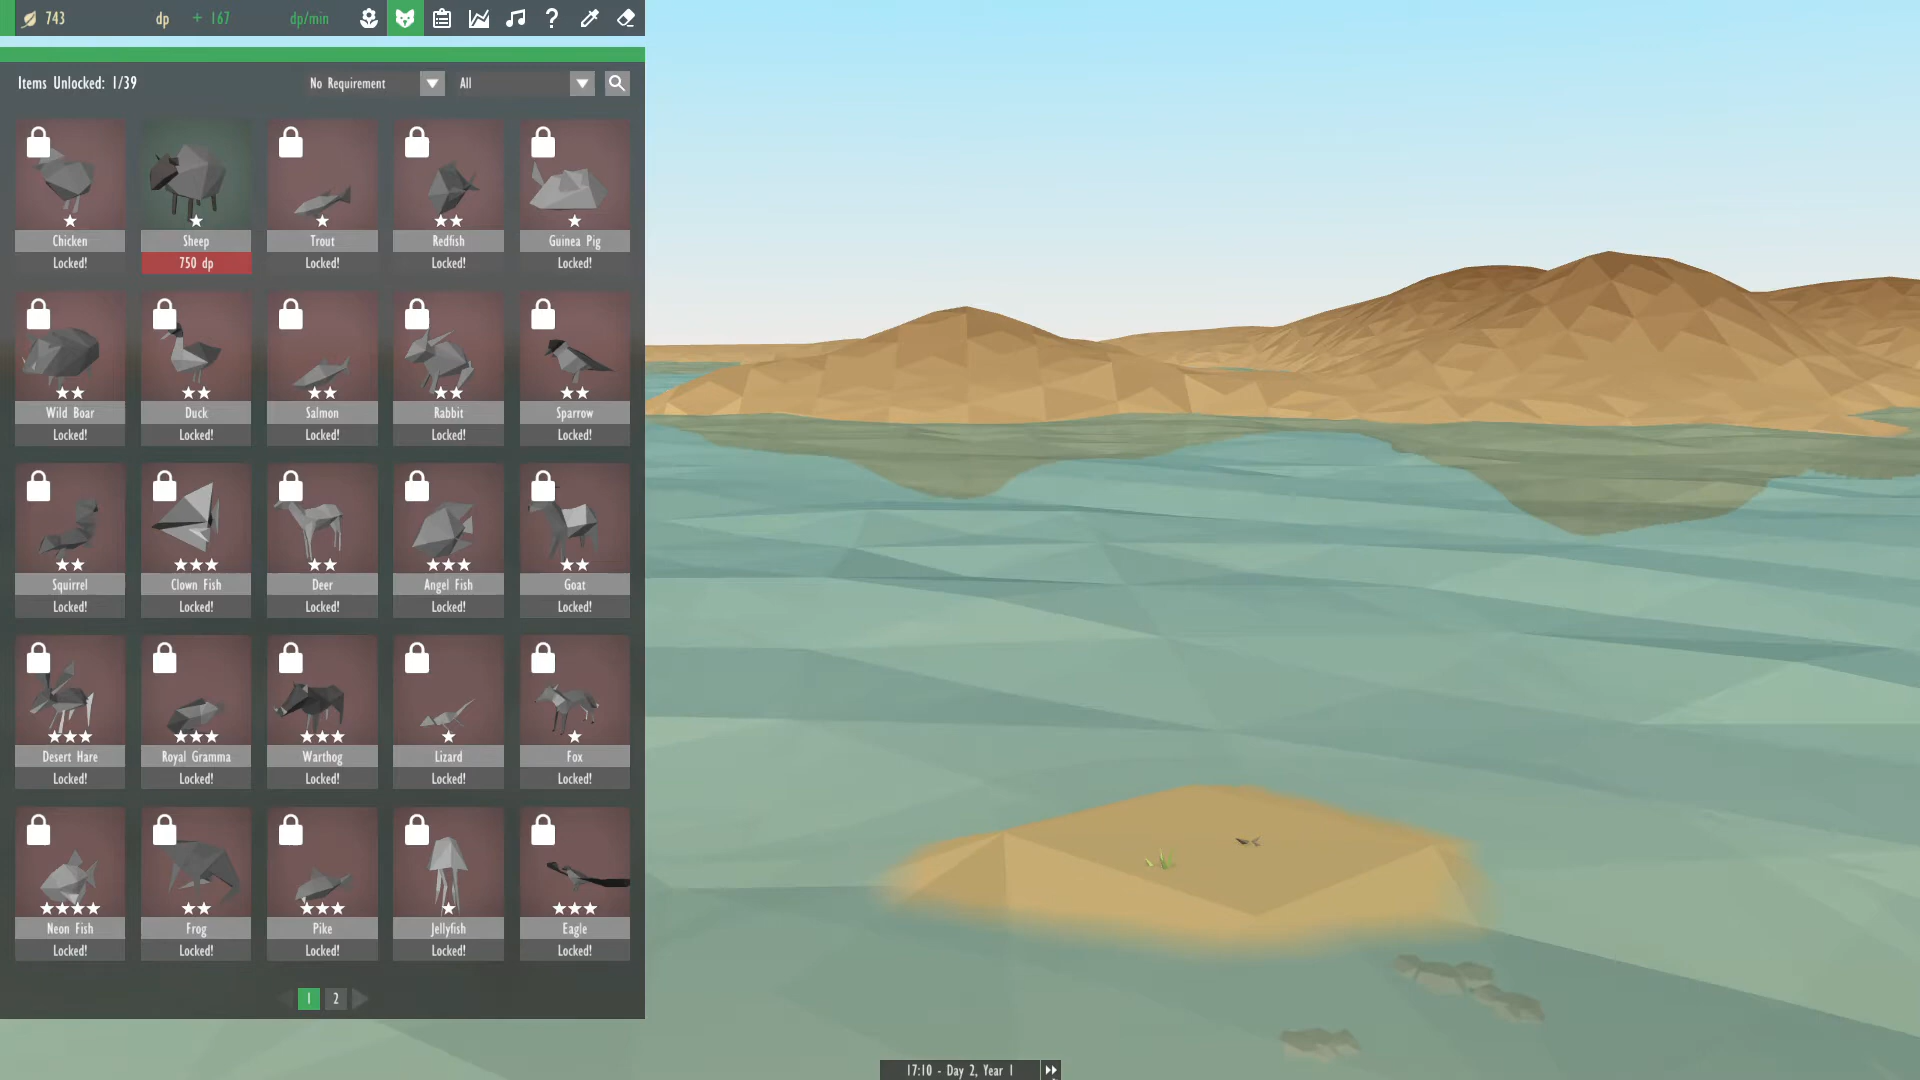 743 dp + 167 dp/min ?
Items Unlocked: 1/39 No Requirement All
Chicken Sheep Trout Redfish Guinea Pig
Locked! 750 dp Locked! Locked! Locked!
Wild Boar Duck Salmon Rabbit Sparrow
Locked! Locked! Locked! Locked! Locked!
Squirrel Clown Fish Deer Angel Fish Goat
Locked! Locked! Locked! Locked! Locked!
Desert Hare Royal Gramma Warthog Lizard Fox
Locked! Locked! Locked! Locked! Locked!
Neon Fish Frog Pike Jellyfish Eagle
Locked! Locked! Locked! Locked! Locked!
1 2
17:10 - Day 2, Year 1